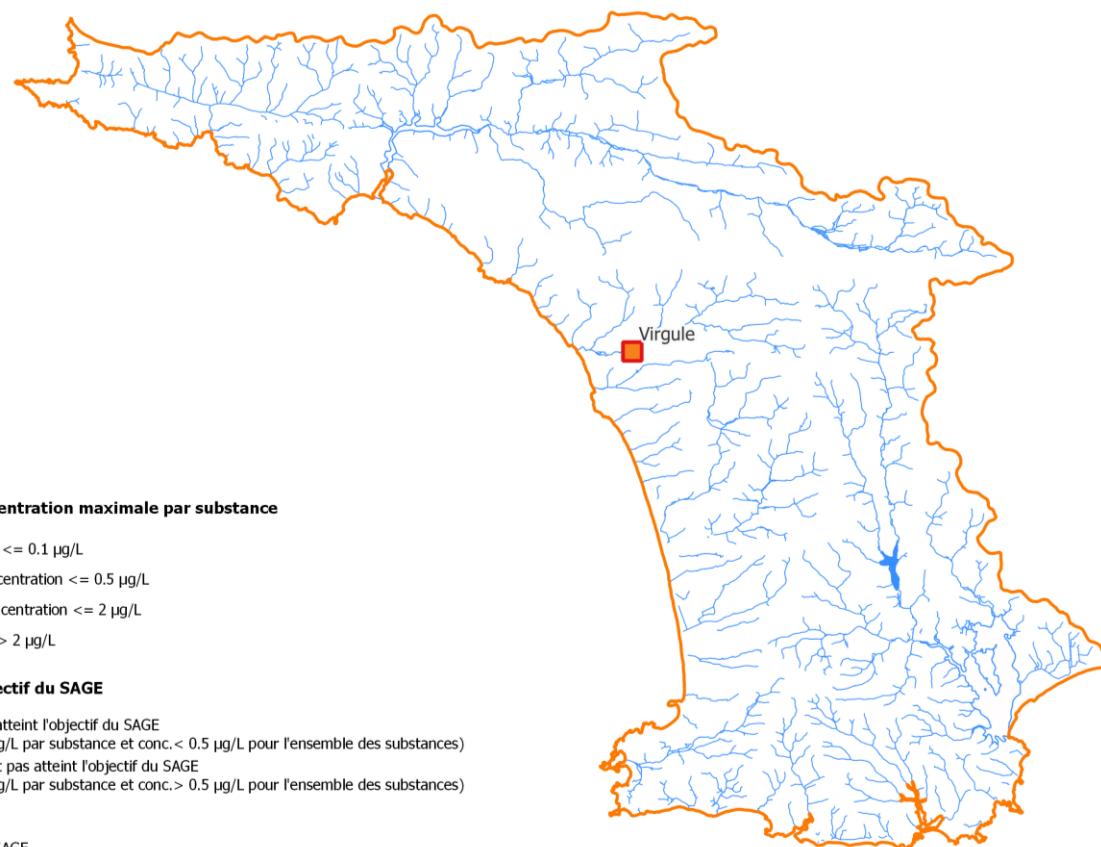 Virgule
entration maximale par substance
<= 0.1 µg/L
centration <= 0.5 µg/L
centration <= 2 µg/L
> 2 µg/L
ectif du SAGE
atteint l'objectif du SAGE
g/L par substance et conc.< 0.5 µg/L pour l'ensemble des substances)
t pas atteint l'objectif du SAGE
g/L par substance et conc.> 0.5 µg/L pour l'ensemble des substances)
SAGE